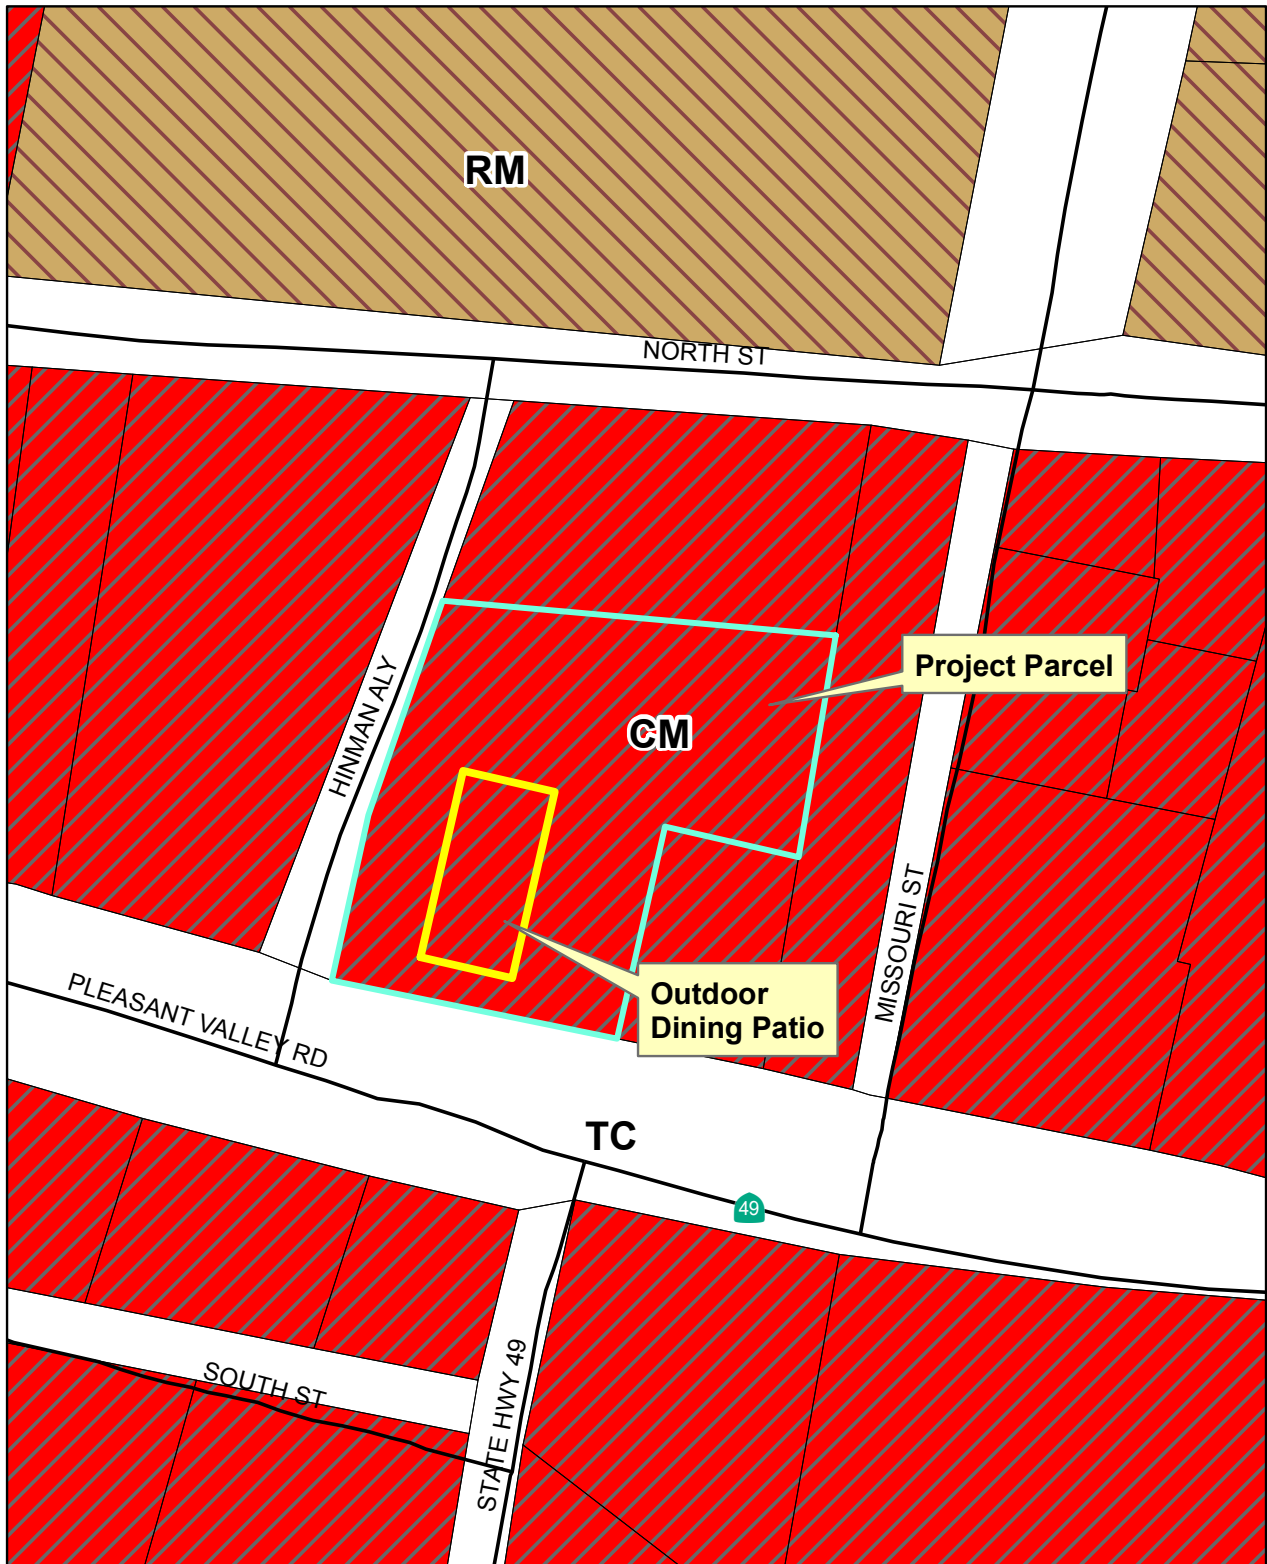 RM
NORTH ST
Project Parcel
CM
HINMAN ALY
MISSOURI ST
Outdoor
Dining Patio
PLEASANT VALLEY RD
TC
49
SOUTH ST
STATE HWY 49